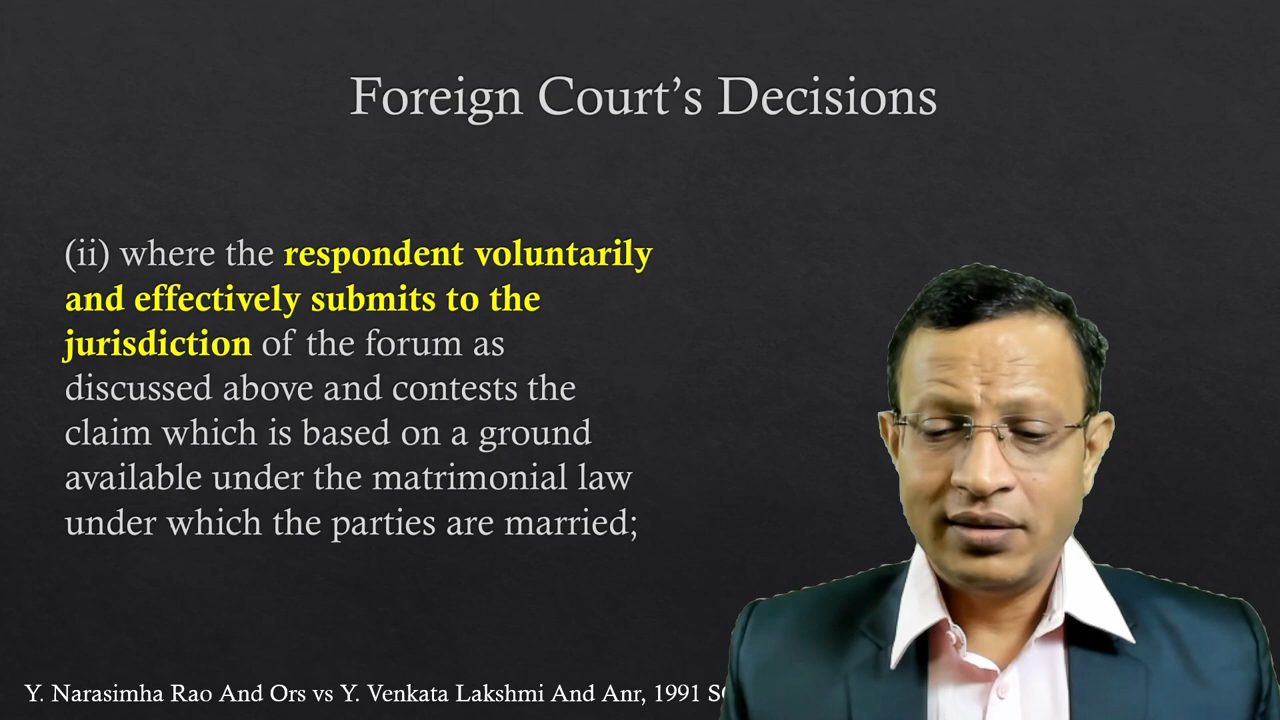 Foreign Court's Decisions
(ii) where the respondent voluntarily
and effectively submits to the
jurisdiction of the forum as
discussed above and contests the
claim which is based on a ground
available under the matrimonial law
under which the parties are married;
Y. Narasimha Rao And Ors vs Y. Venkata Lakshmi And Anr, 1991